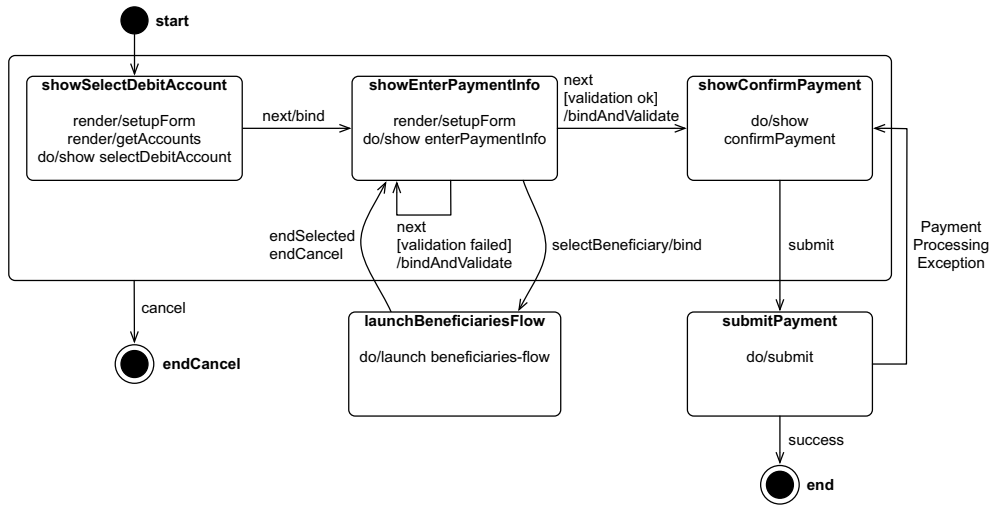 start
showSelectDebitAccount
render/setupForm
render/getAccounts
do/show selectDebitAccount
next/bind
showEnterPaymentInfo
render/setupForm
do/show enterPaymentInfo
next
[validation ok]
/bindAndValidate
showConfirmPayment
do/show
confirmPayment
endSelected
endCancel
next
[validation failed]
/bindAndValidate
selectBeneficiary/bind
submit
Payment
Processing
Exception
cancel
endCancel
launchBeneficiariesFlow
do/launch beneficiaries-flow
submitPayment
do/submit
success
end